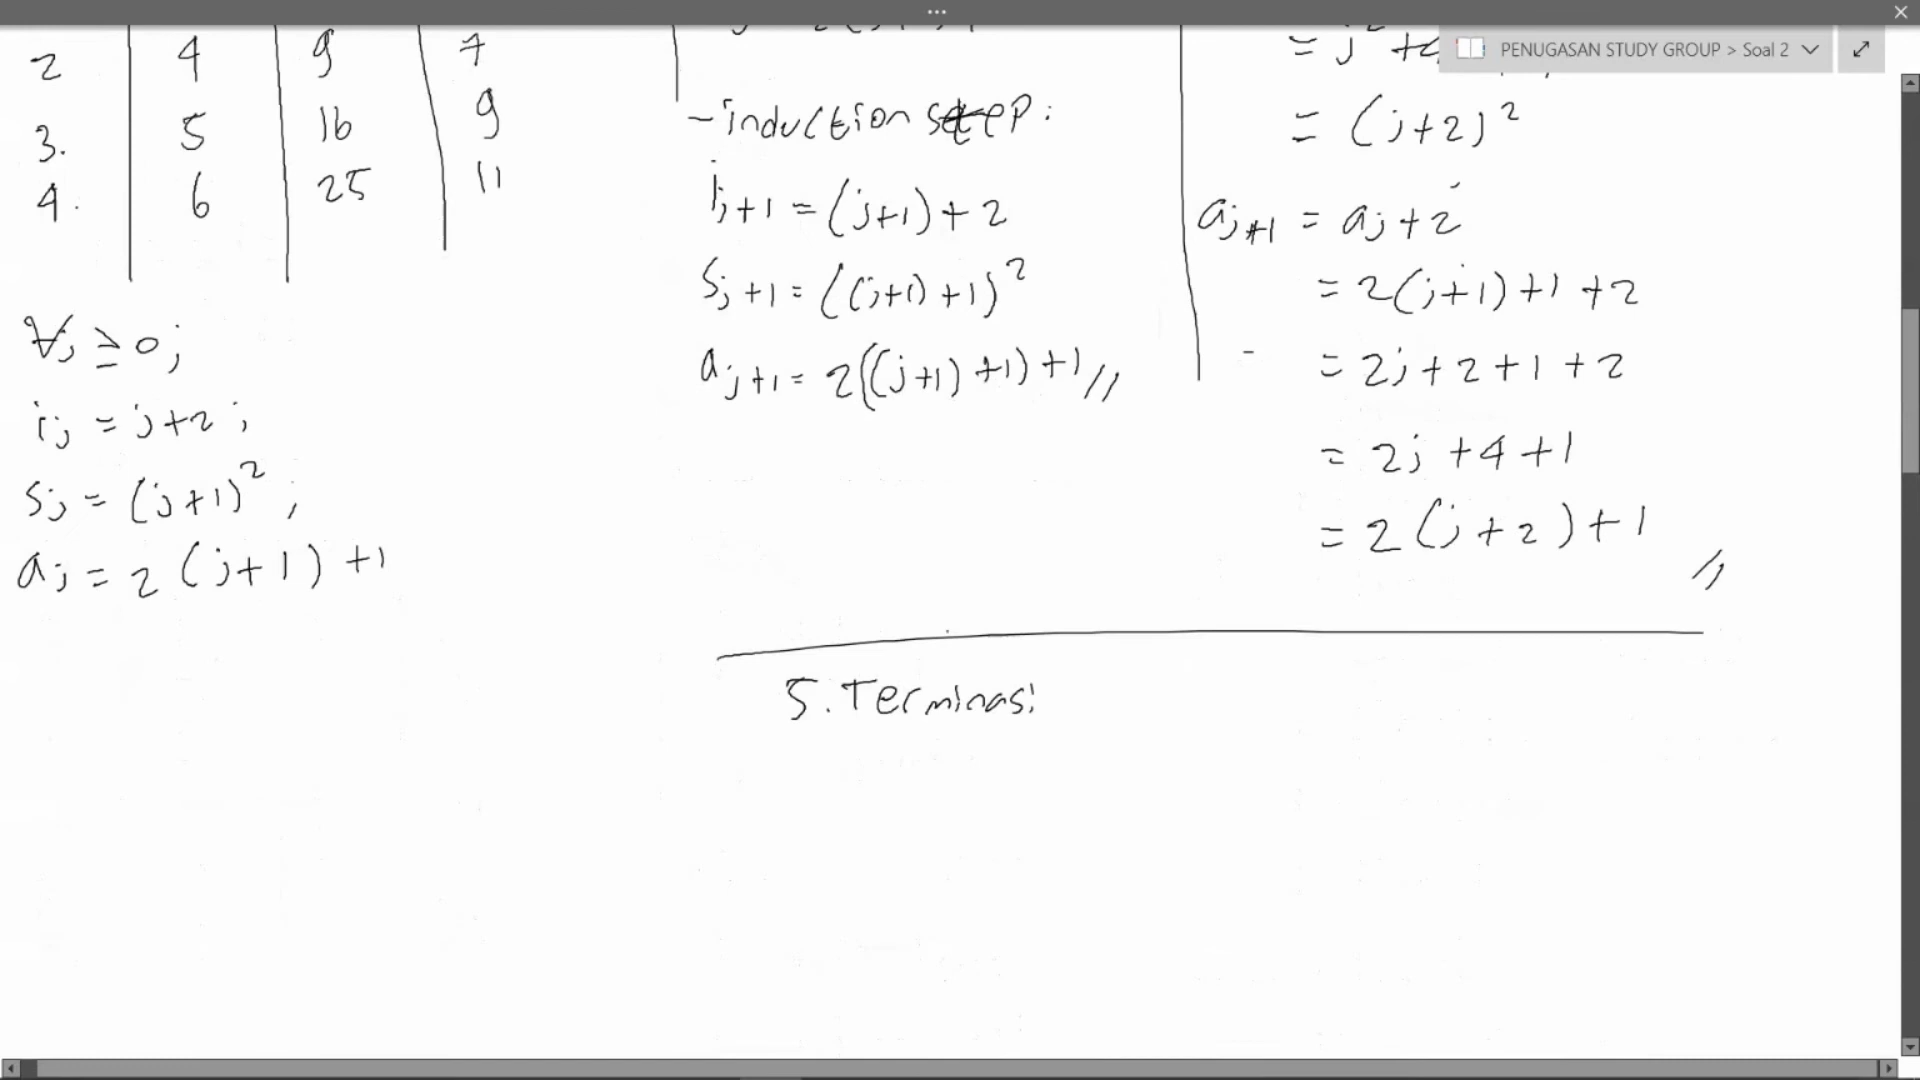 PENUGASAN STUDY GROUP > Soal 2
2 4 9 7
3. 5 16 9
4. 6 25 11
∀j ≥ 0;
ij = j+2;
Sj = (j+1)²;
aj = 2(j+1)+1
-induction step:
ij+1 = (j+1)+2
Sj+1 = ((j+1)+1)²
aj+1 = 2((j+1)+1)+1//
= (j+2)²
aj+1 = aj+2
= 2(j+1)+1+2
= 2j+2+1+2
= 2j+4+1
= 2(j+2)+1
//
5. Terminasi